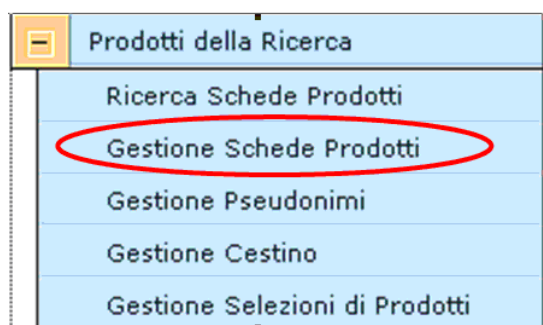 Prodotti della Ricerca
Ricerca Schede Prodotti
Gestione Schede Prodotti
Gestione Pseudonimi
Gestione Cestino
Gestione Selezioni di Prodotti